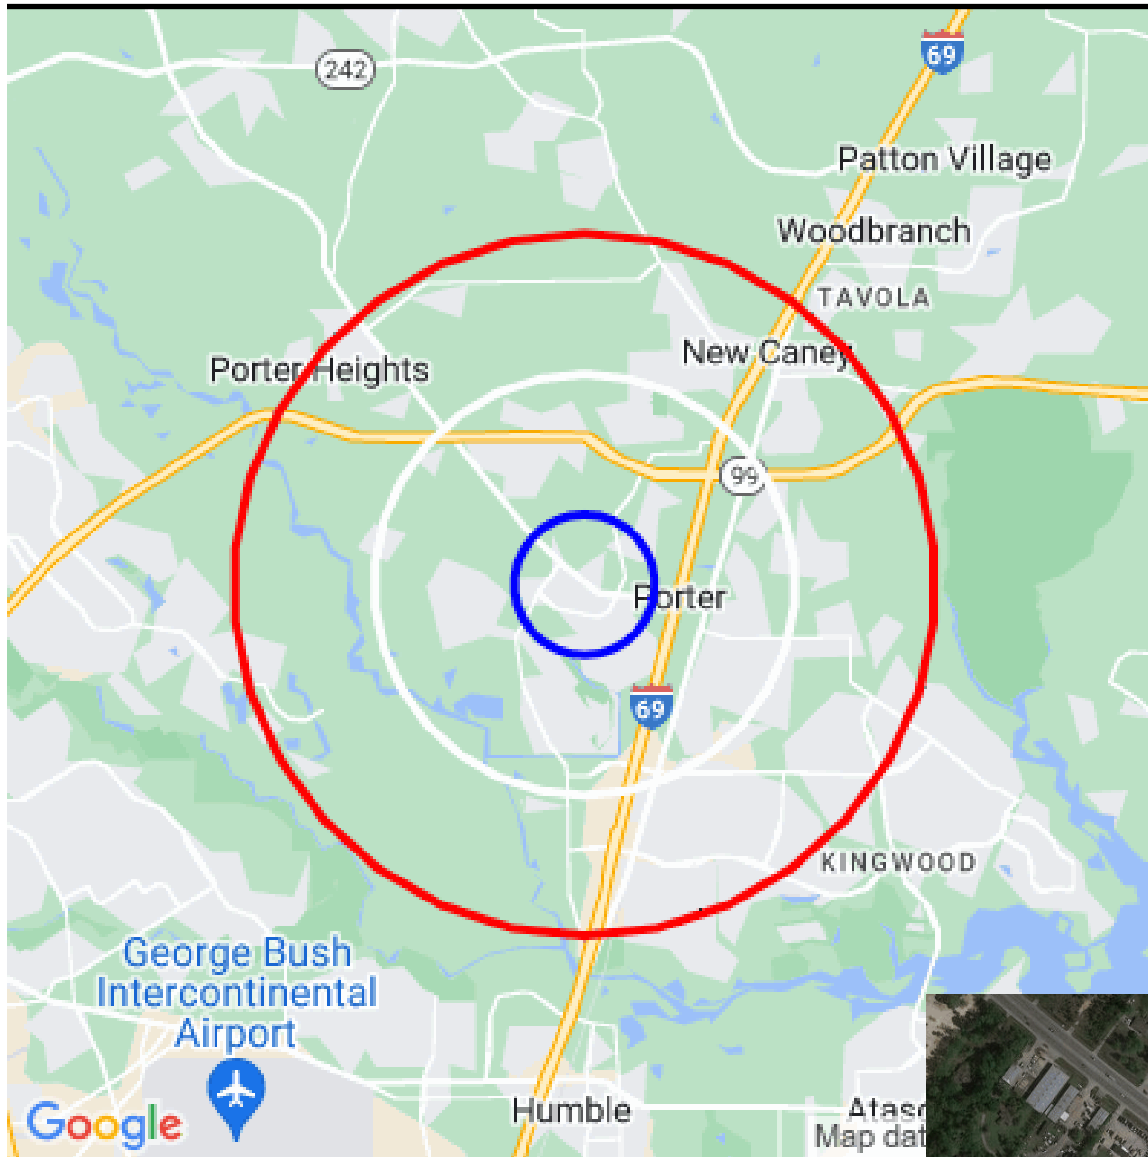 69
242
Patton Village
Woodbranch
TAVOLA
New Caney
Porter Heights
99
Porter
69
KINGWOOD
George Bush
Intercontinental
Airport
Google
Humble
Atasc
Map dat